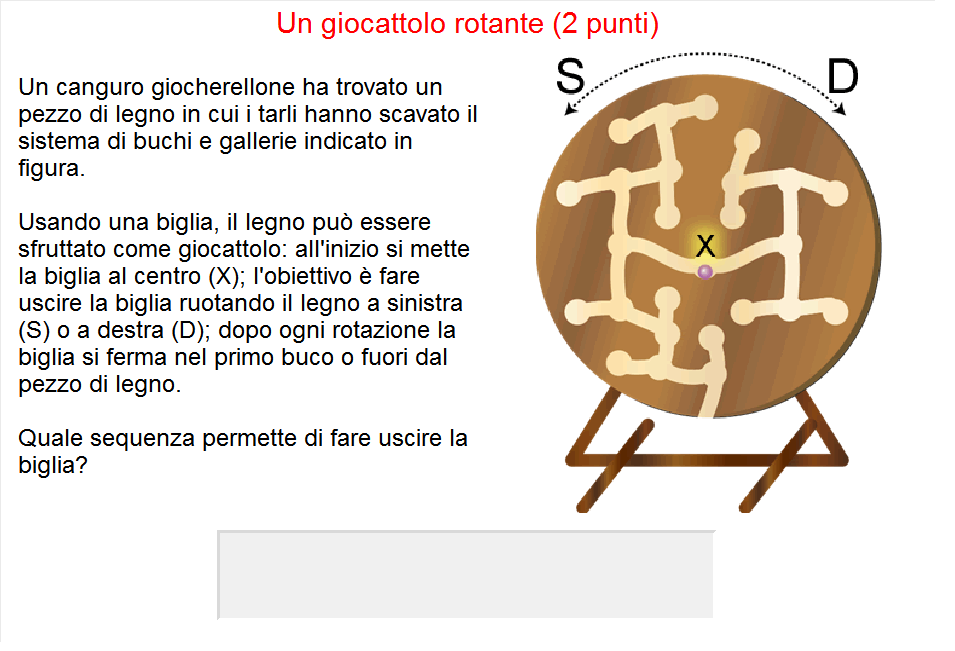 Un giocattolo rotante (2 punti)
S
D
Un canguro giocherellone ha trovato un
pezzo di legno in cui i tarli hanno scavato il
sistema di buchi e gallerie indicato in
figura.
Usando una biglia, il legno può essere
sfruttato come giocattolo: all'inizio si mette
la biglia al centro (X); l'obiettivo è fare
uscire la biglia ruotando il legno a sinistra
(S) o a destra (D); dopo ogni rotazione la
biglia si ferma nel primo buco o fuori dal
pezzo di legno.
Quale sequenza permette di fare uscire la
biglia?
X